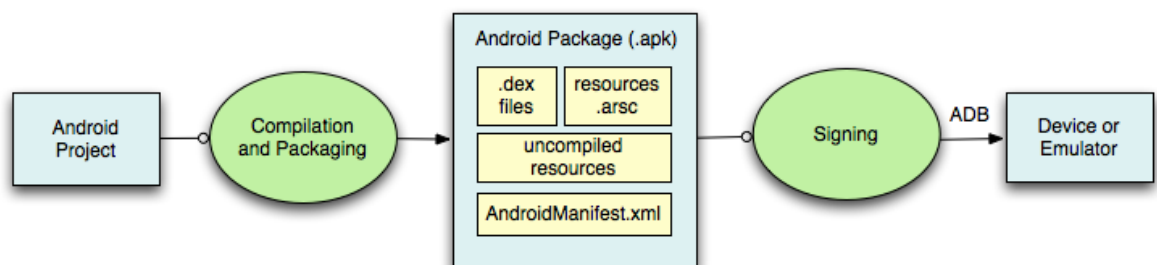 Android
Project
Compilation
and Packaging
Android Package (.apk)
.dex
files
resources
.arsc
uncompiled
resources
AndroidManifest.xml
Signing
ADB
Device or
Emulator